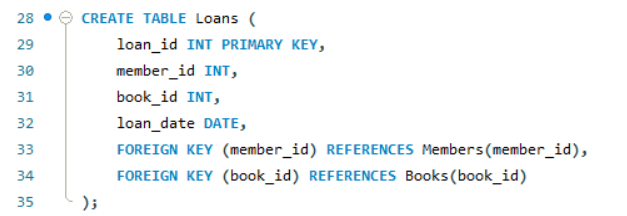 28 CREATE TABLE Loans (
29 loan_id INT PRIMARY KEY,
30 member_id INT,
31 book_id INT,
32 loan_date DATE,
33 FOREIGN KEY (member_id) REFERENCES Members(member_id),
34 FOREIGN KEY (book_id) REFERENCES Books(book_id)
35 );